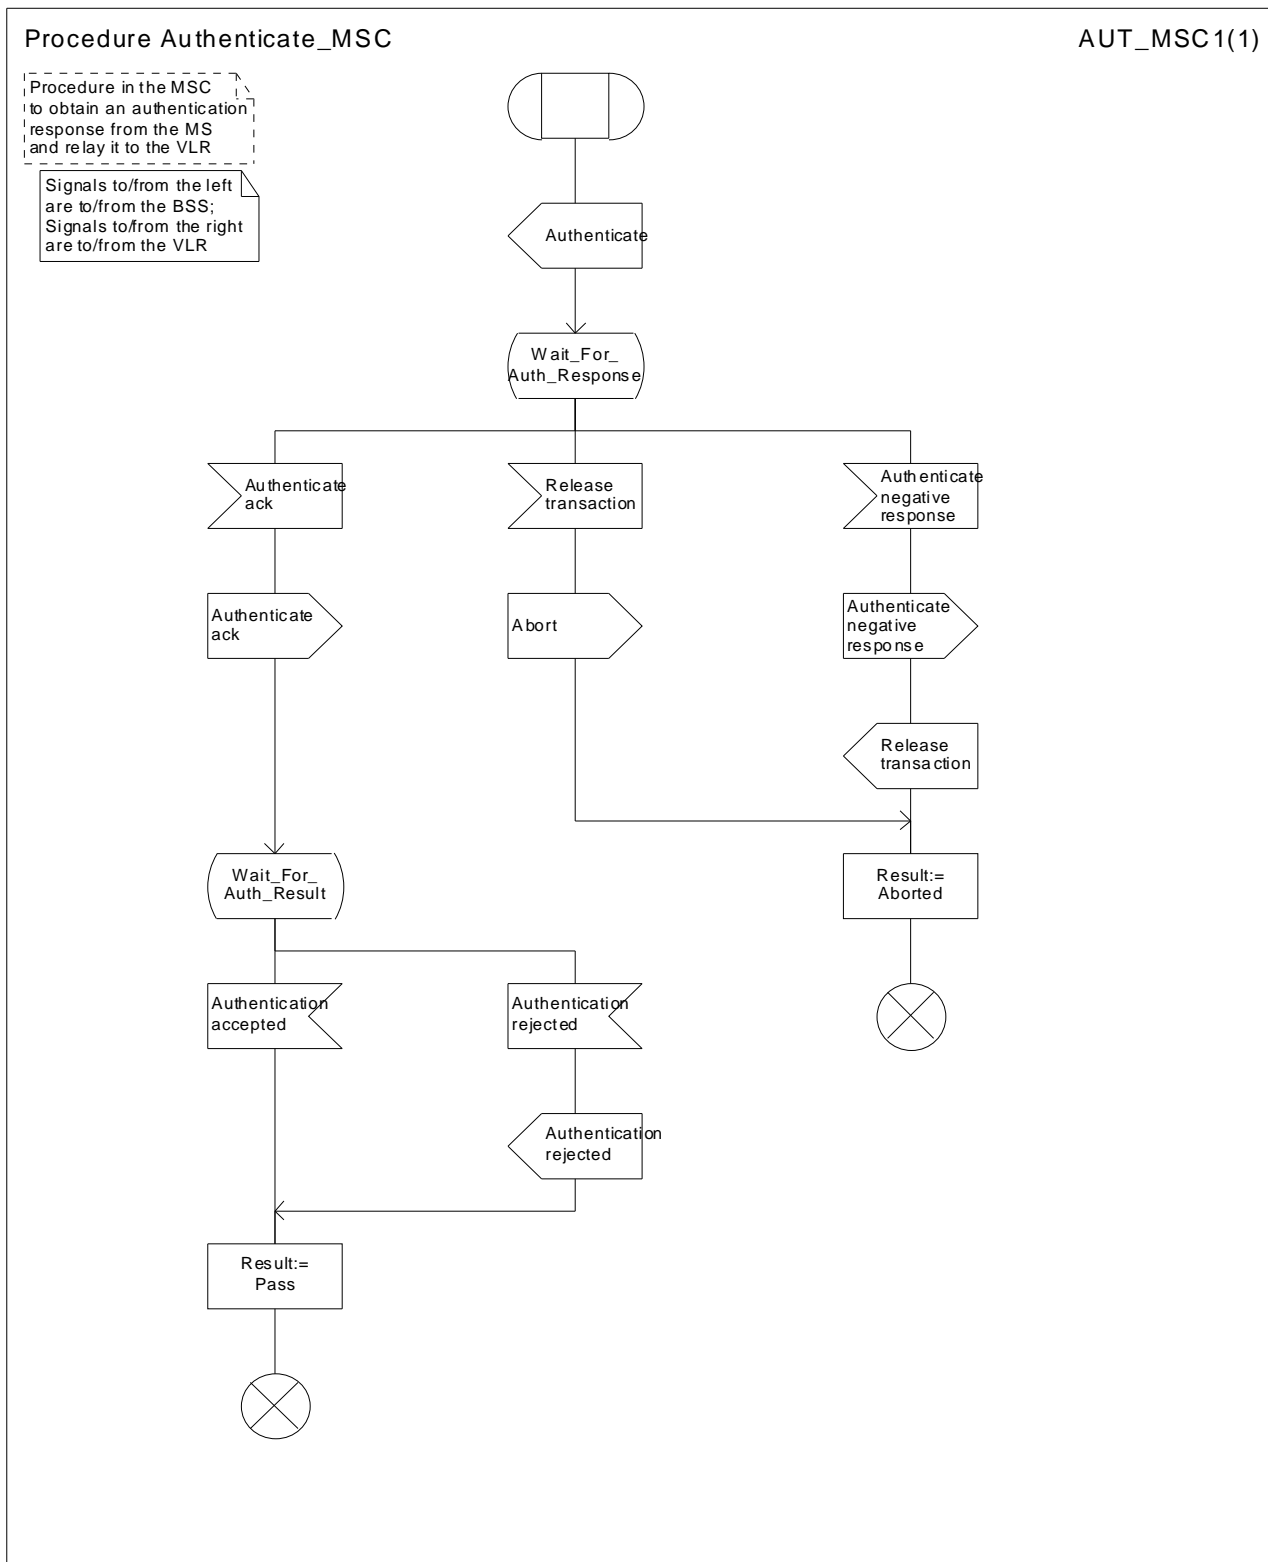 Procedure Authenticate_MSC
AUT_MSC1(1)
Procedure in the MSC
to obtain an authentication
response from the MS
and relay it to the VLR
Signals to/from the left
are to/from the BSS;
Signals to/from the right
are to/from the VLR
Authenticate
Wait_For_
Auth_Response
Authenticate
ack
Release
transaction
Authenticate
negative
response
Authenticate
ack
Abort
Authenticate
negative
response
Release
transaction
Wait_For_
Auth_Result
Result:=
Aborted
Authentication
accepted
Authentication
rejected
Authentication
rejected
Result:=
Pass